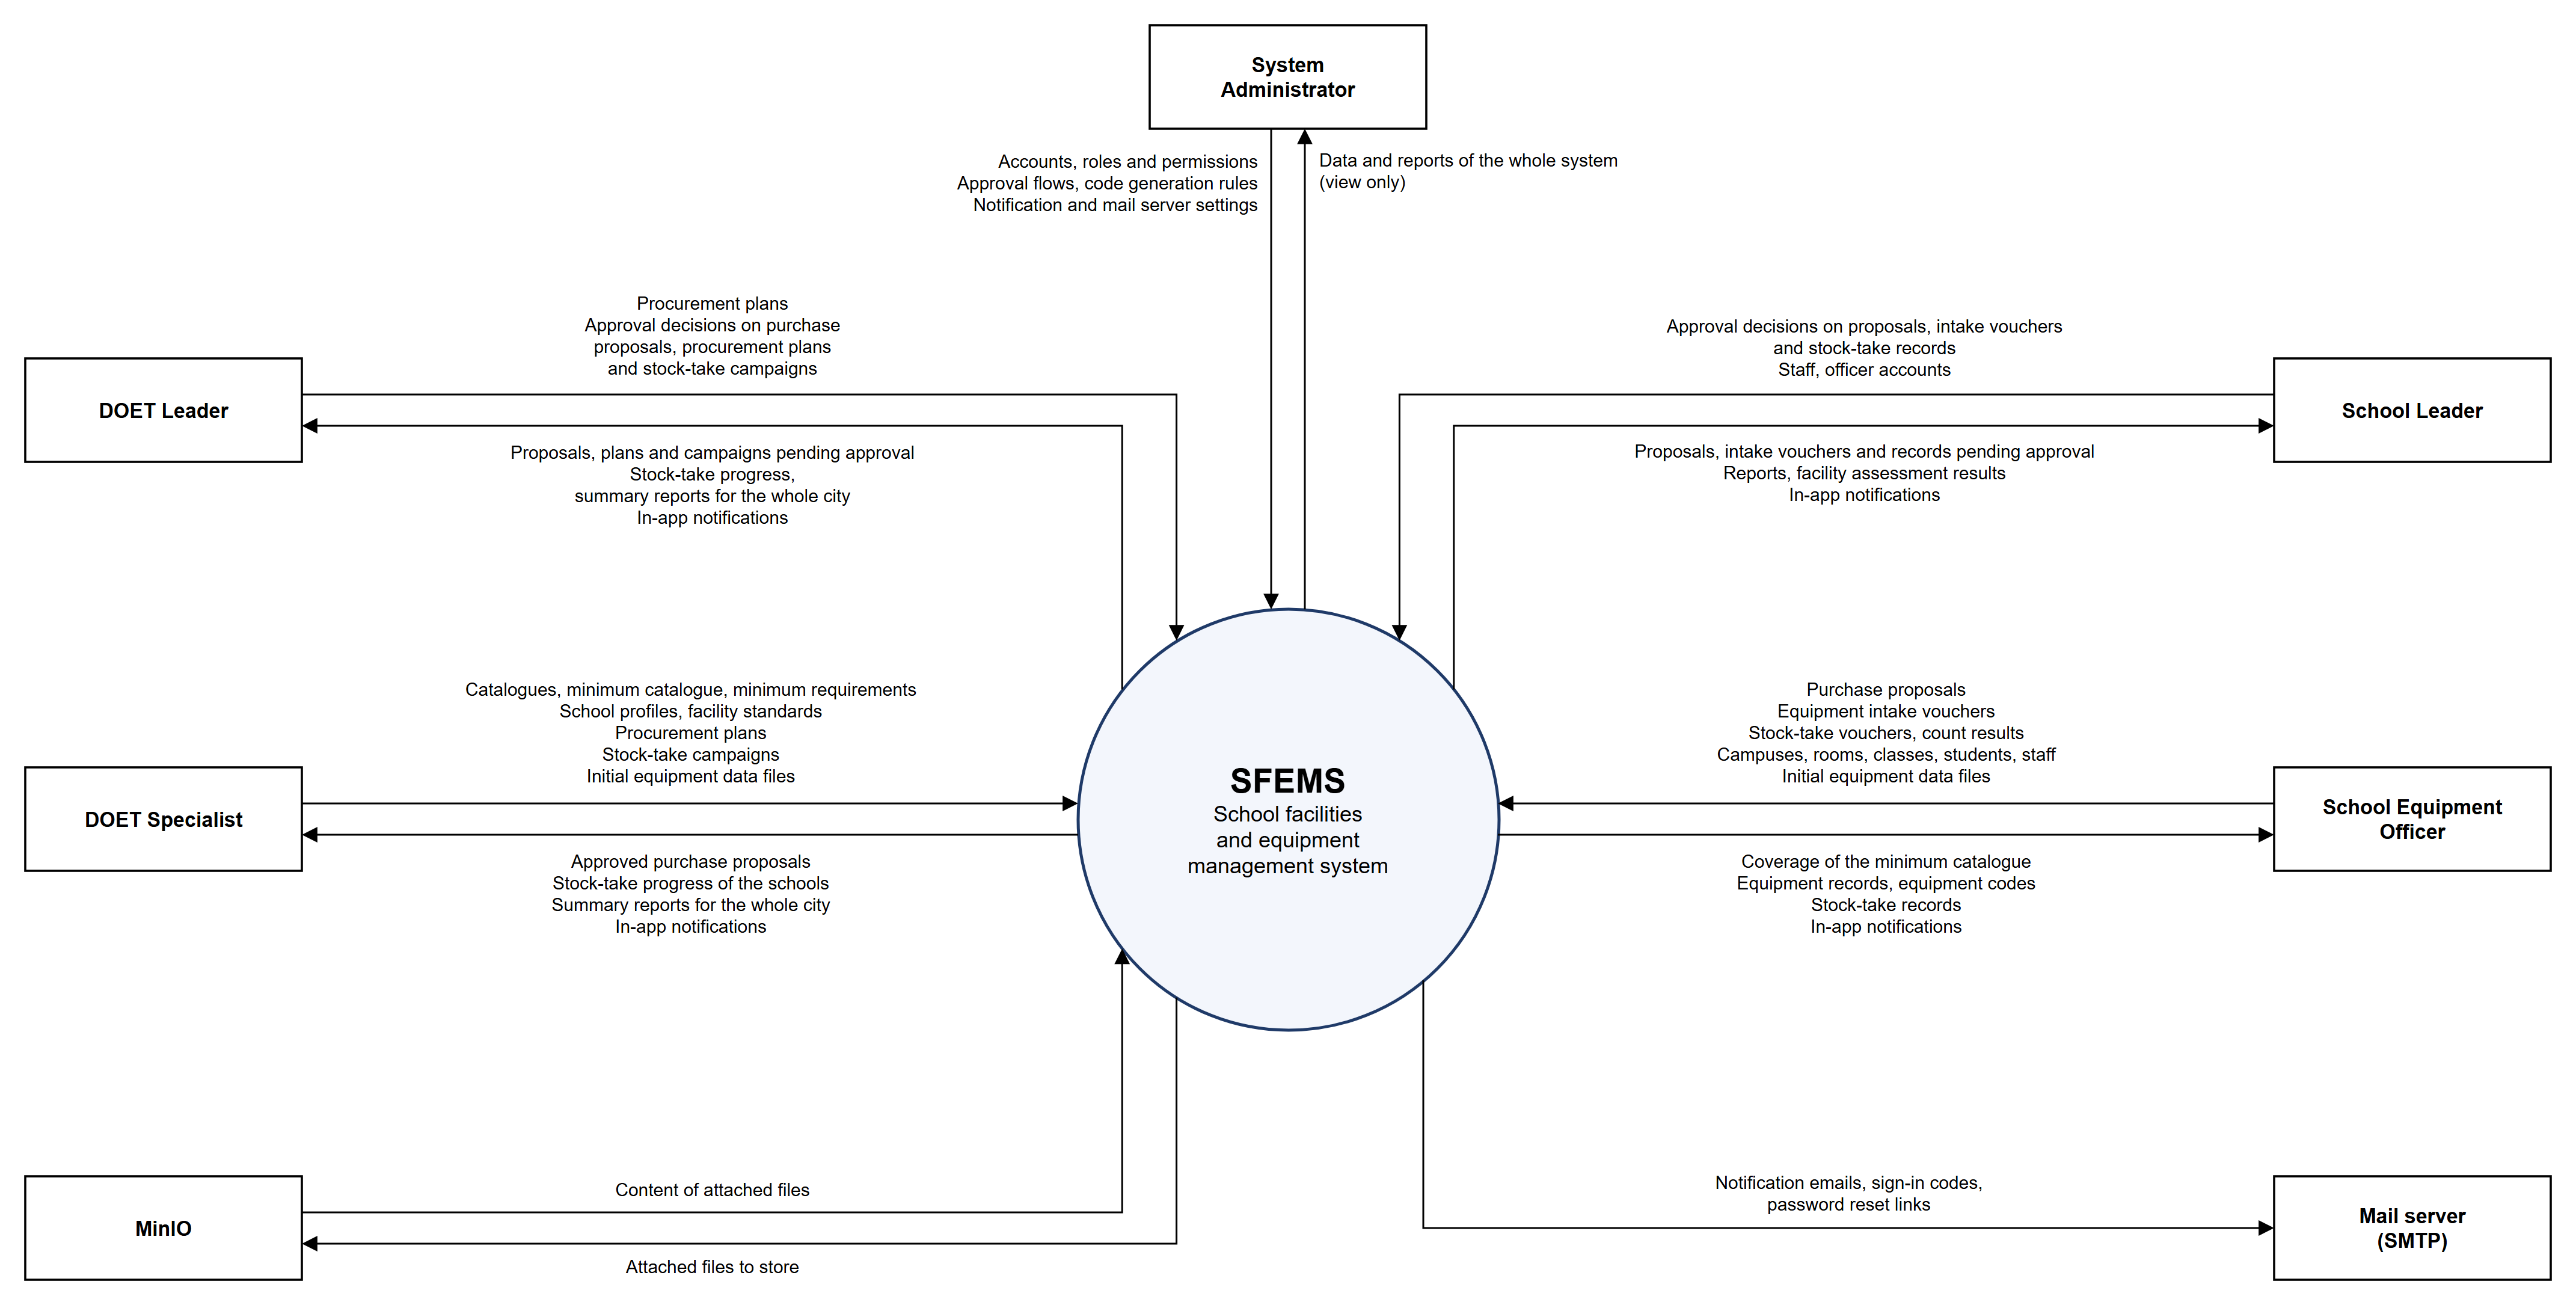 System
Administrator
Accounts, roles and permissions
Approval flows, code generation rules
Notification and mail server settings
Data and reports of the whole system
(view only)
Procurement plans
Approval decisions on purchase
proposals, procurement plans
and stock-take campaigns
DOET Leader
Proposals, plans and campaigns pending approval
Stock-take progress,
summary reports for the whole city
In-app notifications
Approval decisions on proposals, intake vouchers
and stock-take records
Staff, officer accounts
School Leader
Proposals, intake vouchers and records pending approval
Reports, facility assessment results
In-app notifications
Catalogues, minimum catalogue, minimum requirements
School profiles, facility standards
Procurement plans
Stock-take campaigns
Initial equipment data files
DOET Specialist
Approved purchase proposals
Stock-take progress of the schools
Summary reports for the whole city
In-app notifications
SFEMS
School facilities
and equipment
management system
Purchase proposals
Equipment intake vouchers
Stock-take vouchers, count results
Campuses, rooms, classes, students, staff
Initial equipment data files
School Equipment
Officer
Coverage of the minimum catalogue
Equipment records, equipment codes
Stock-take records
In-app notifications
Content of attached files
MinIO
Attached files to store
Notification emails, sign-in codes,
password reset links
Mail server
(SMTP)